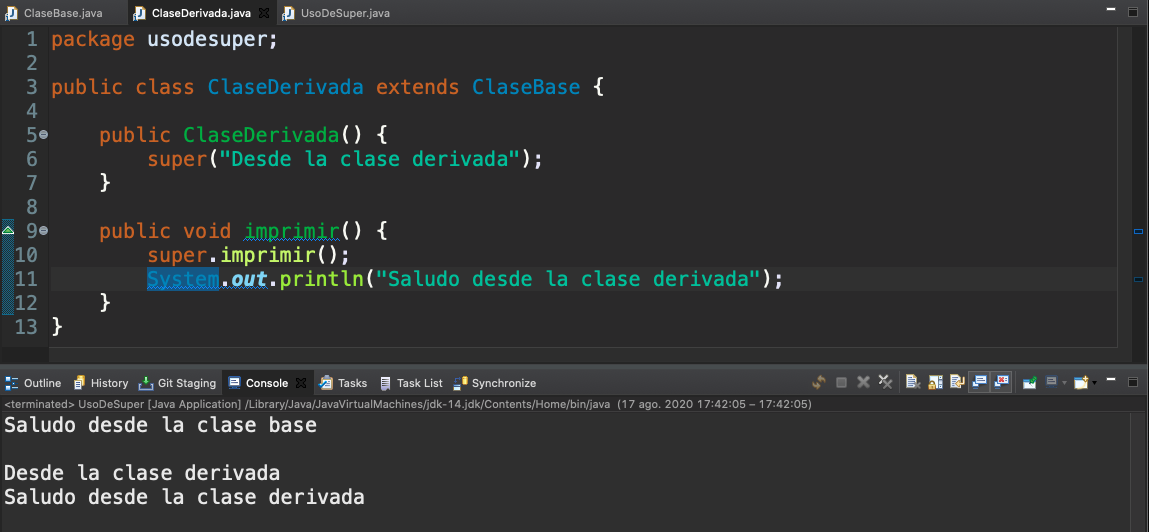 ClaseBase.java ClaseDerivada.java UsoDeSuper.java
1 package usodesuper;
2
3 public class ClaseDerivada extends ClaseBase {
4
5 public ClaseDerivada() {
6 super("Desde la clase derivada");
7 }
8
9 public void imprimir() {
10 super.imprimir();
11 System.out.println("Saludo desde la clase derivada");
12 }
13 }
Outline History Git Staging Console Tasks Task List Synchronize
<terminated> UsoDeSuper [Java Application] /Library/Java/JavaVirtualMachines/jdk-14.jdk/Contents/Home/bin/java (17 ago. 2020 17:42:05 – 17:42:05)
Saludo desde la clase base
Desde la clase derivada
Saludo desde la clase derivada